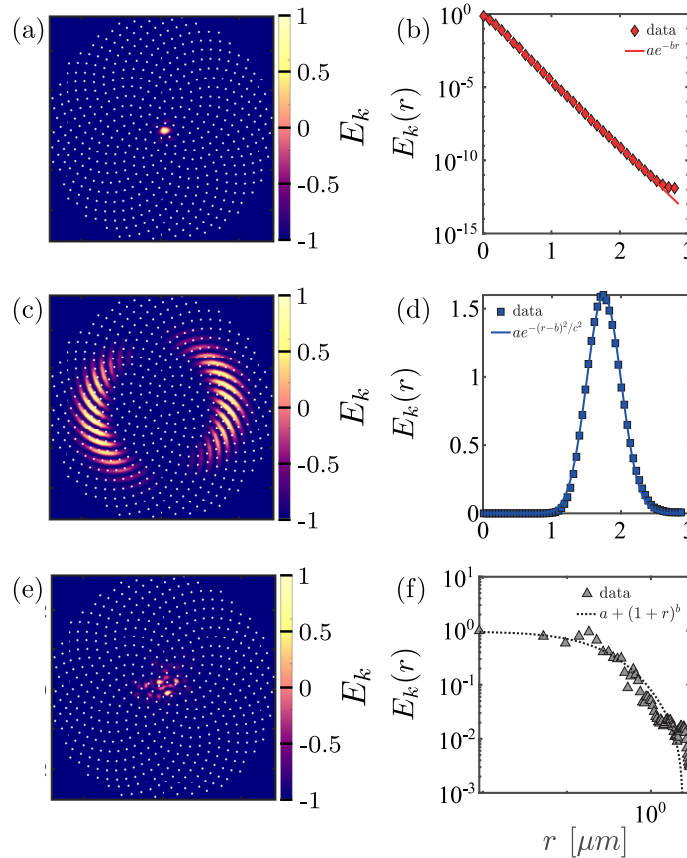 (a)
1
0.5
0
-0.5
-1
E_k
(b)
10^0
10^-5
10^-10
10^-15
E_k(r)
data
ae^{-br}
0 1 2 3
(c)
1
0.5
0
-0.5
-1
E_k
(d)
1.5
1
0.5
0
E_k(r)
data
ae^{-(r-b)^2/c^2}
0 1 2 3
(e)
1
0.5
0
-0.5
-1
E_k
(f)
10^1
10^0
10^-1
10^-2
10^-3
E_k(r)
data
a + (1 + r)^b
10^0
r [μm]